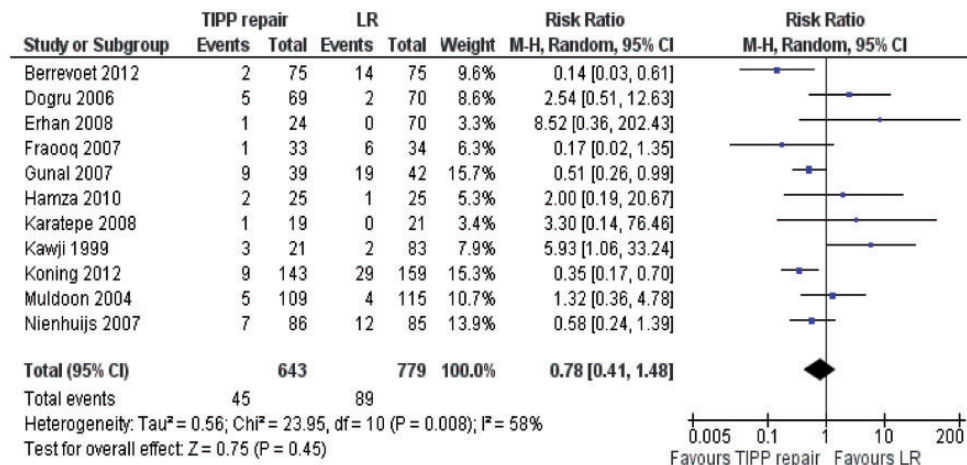 TIPP repair LR Risk Ratio Risk Ratio
Study or Subgroup Events Total Events Total Weight M-H, Random, 95% CI M-H, Random, 95% CI
Berrevoet 2012 2 75 14 75 9.6% 0.14 [0.03, 0.61]
Dogru 2006 5 69 2 70 8.6% 2.54 [0.51, 12.63]
Erhan 2008 1 24 0 70 3.3% 8.52 [0.36, 202.43]
Fraooq 2007 1 33 6 34 6.1% 0.17 [0.02, 1.35]
Gunal 2007 9 39 19 42 15.7% 0.51 [0.26, 0.99]
Hamza 2010 2 25 1 25 5.1% 2.00 [0.19, 20.67]
Karatepe 2008 1 19 0 21 3.4% 3.30 [0.14, 76.46]
Kawji 1999 3 21 2 83 7.9% 5.93 [1.06, 33.24]
Koning 2012 9 143 29 159 15.3% 0.35 [0.17, 0.70]
Muldoon 2004 5 109 4 115 10.7% 1.32 [0.36, 4.78]
Nienhuijs 2007 7 86 12 85 13.9% 0.58 [0.24, 1.39]
Total (95% CI) 643 779 100.0% 0.78 [0.41, 1.48]
Total events 45 89
Heterogeneity: Tau² = 0.56; Chi² = 23.95, df = 10 (P = 0.008); I² = 58%
Test for overall effect: Z = 0.75 (P = 0.45)
0.005 0.1 1 10 200
Favours TIPP repair Favours LR